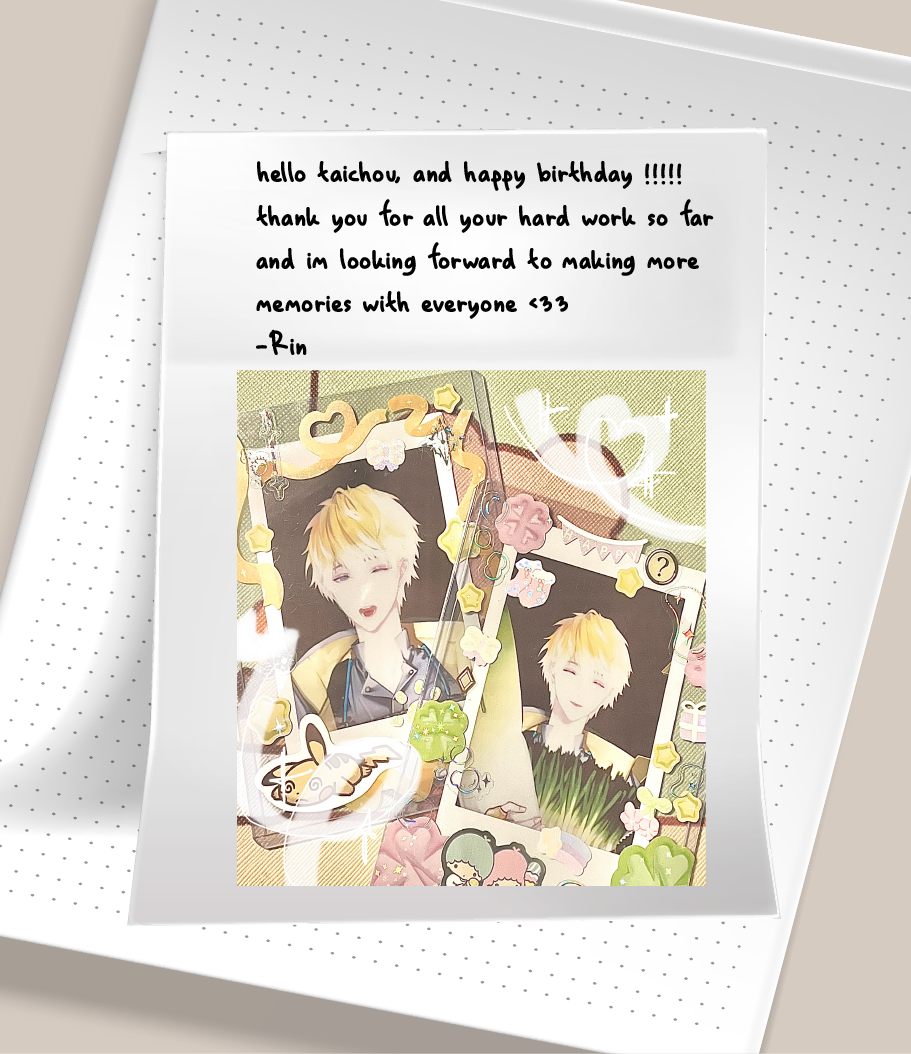 hello taichou, and happy birthday !!!!!
thank you for all your hard work so far
and im looking forward to making more
memories with everyone <33
-Rin
?